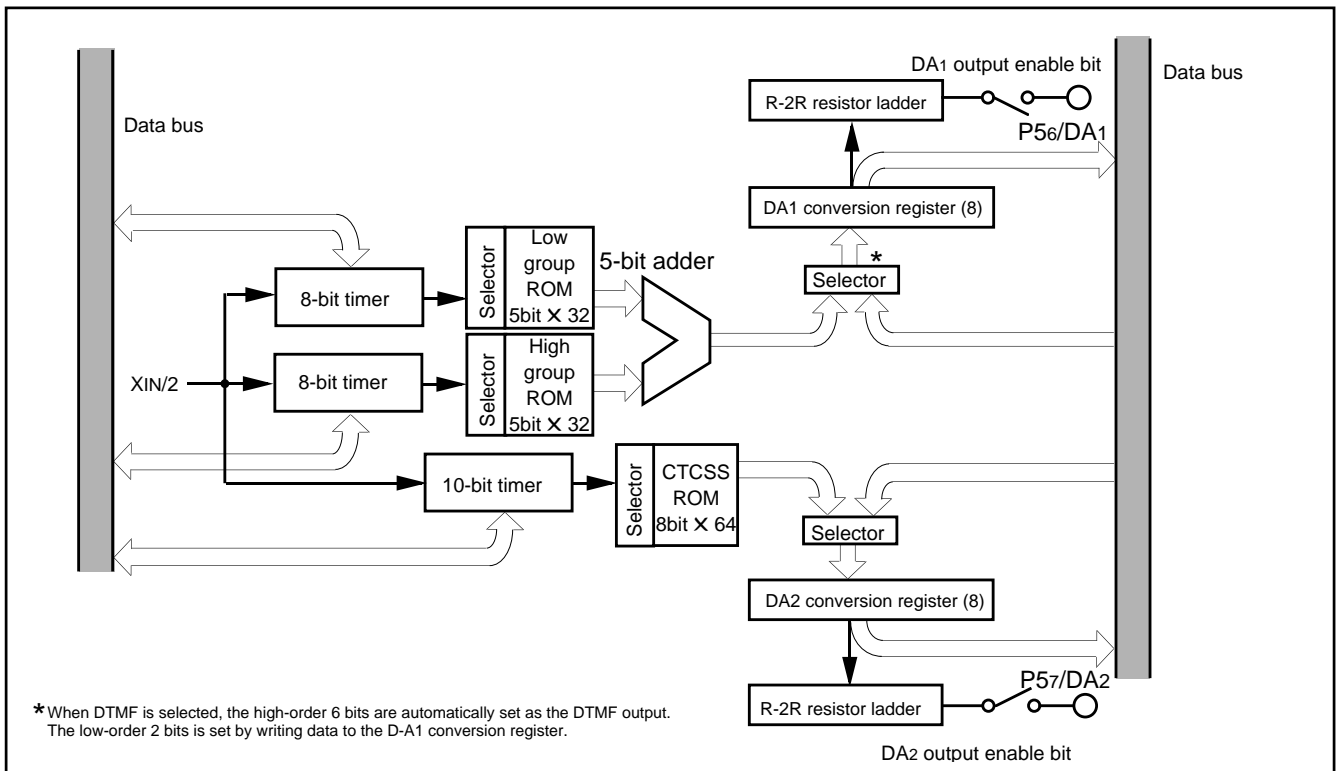 DA1 output enable bit
Data bus
Data bus
R-2R resistor ladder
P56/DA1
DA1 conversion register (8)
*
Selector
Low
group
ROM
5bit X 32
Selector
5-bit adder
8-bit timer
Selector
High
group
ROM
5bit X 32
Selector
XIN/2
8-bit timer
10-bit timer
Selector
CTCSS
ROM
8bit X 64
Selector
DA2 conversion register (8)
P57/DA2
R-2R resistor ladder
DA2 output enable bit
* When DTMF is selected, the high-order 6 bits are automatically set as the DTMF output.
The low-order 2 bits is set by writing data to the D-A1 conversion register.